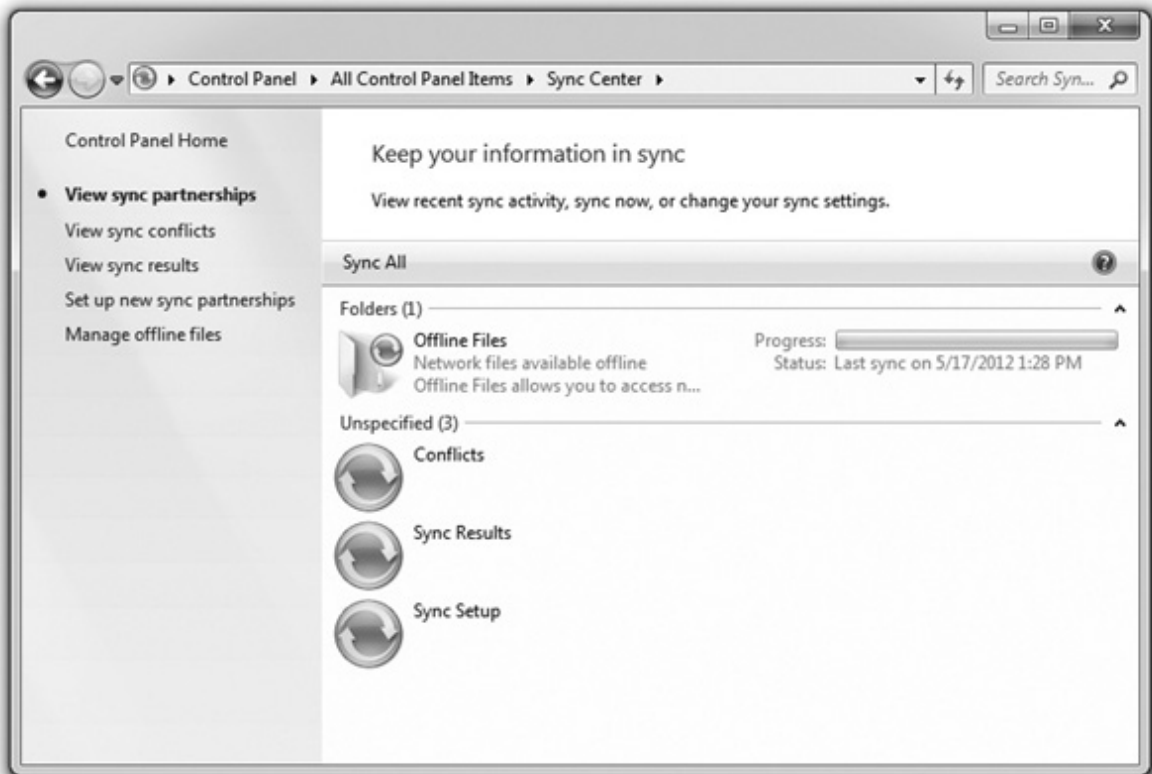 Control Panel ▸ All Control Panel Items ▸ Sync Center ▸
Search Syn...
Control Panel Home
View sync partnerships
View sync conflicts
View sync results
Set up new sync partnerships
Manage offline files
Keep your information in sync
View recent sync activity, sync now, or change your sync settings.
Sync All
Folders (1)
Offline Files
Network files available offline
Offline Files allows you to access n...
Progress:
Status: Last sync on 5/17/2012 1:28 PM
Unspecified (3)
Conflicts
Sync Results
Sync Setup